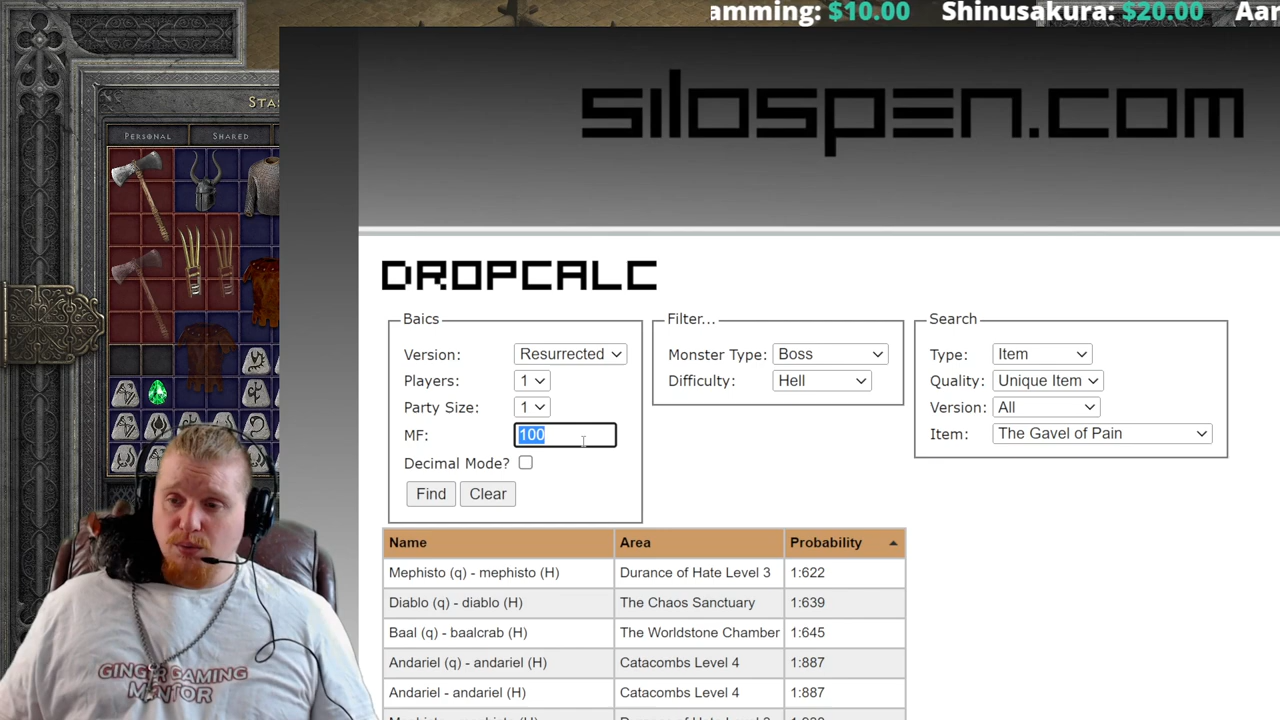 amming: $10.00 Shinusakura: $20.00 Aar
silospen.com
STAS
PERSONAL SHARED
DROPCALC
Baics
Version: Resurrected
Players: 1
Party Size: 1
MF: 100
Decimal Mode?
Find Clear
Filter...
Monster Type: Boss
Difficulty: Hell
Search
Type: Item
Quality: Unique Item
Version: All
Item: The Gavel of Pain
Name Area Probability
Mephisto (q) - mephisto (H) Durance of Hate Level 3 1:622
Diablo (q) - diablo (H) The Chaos Sanctuary 1:639
Baal (q) - baalcrab (H) The Worldstone Chamber 1:645
Andariel (q) - andariel (H) Catacombs Level 4 1:887
Andariel - andariel (H) Catacombs Level 4 1:887
GINGER GAMING
MENTOR